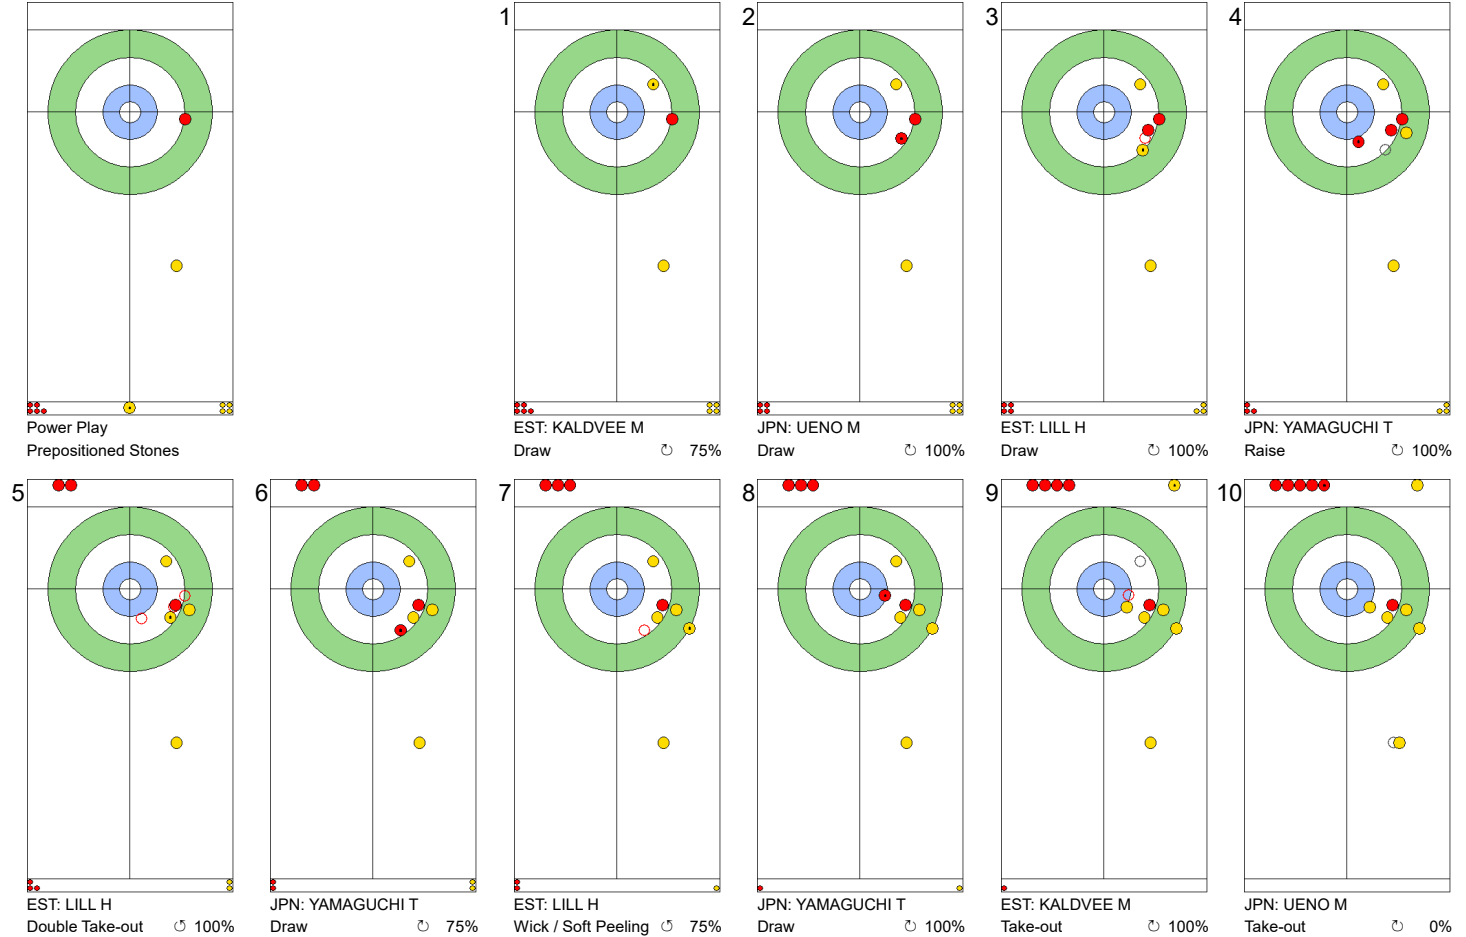 1
2
3
4
Power Play
Prepositioned Stones
EST: KALDVEE M
Draw ↻ 75%
JPN: UENO M
Draw ↻ 100%
EST: LILL H
Draw ↻ 100%
JPN: YAMAGUCHI T
Raise ↻ 100%
5
6
7
8
9
10
EST: LILL H
Double Take-out ↺ 100%
JPN: YAMAGUCHI T
Draw ↻ 75%
EST: LILL H
Wick / Soft Peeling ↺ 75%
JPN: YAMAGUCHI T
Draw ↺ 100%
EST: KALDVEE M
Take-out ↻ 100%
JPN: UENO M
Take-out ↻ 0%